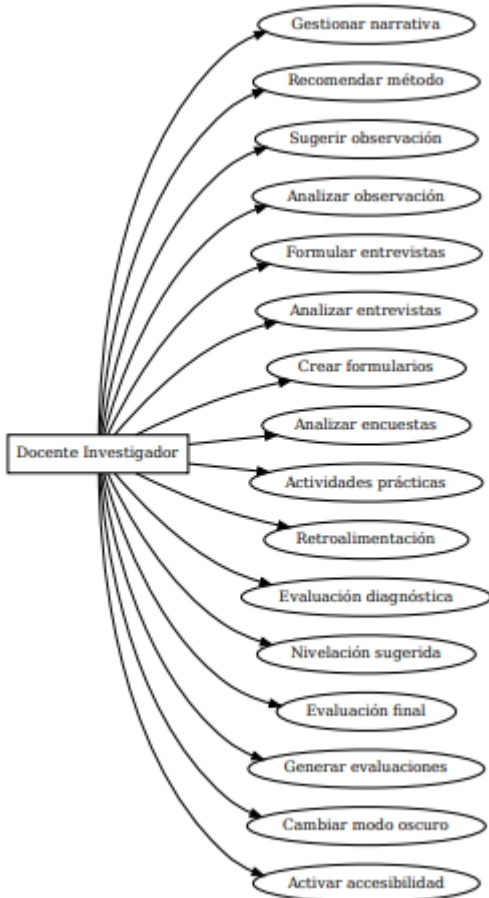 Gestionar narrativa
Recomendar método
Sugerir observación
Analizar observación
Formular entrevistas
Analizar entrevistas
Crear formularios
Analizar encuestas
Docente Investigador
Actividades prácticas
Retroalimentación
Evaluación diagnóstica
Nivelación sugerida
Evaluación final
Generar evaluaciones
Cambiar modo oscuro
Activar accesibilidad